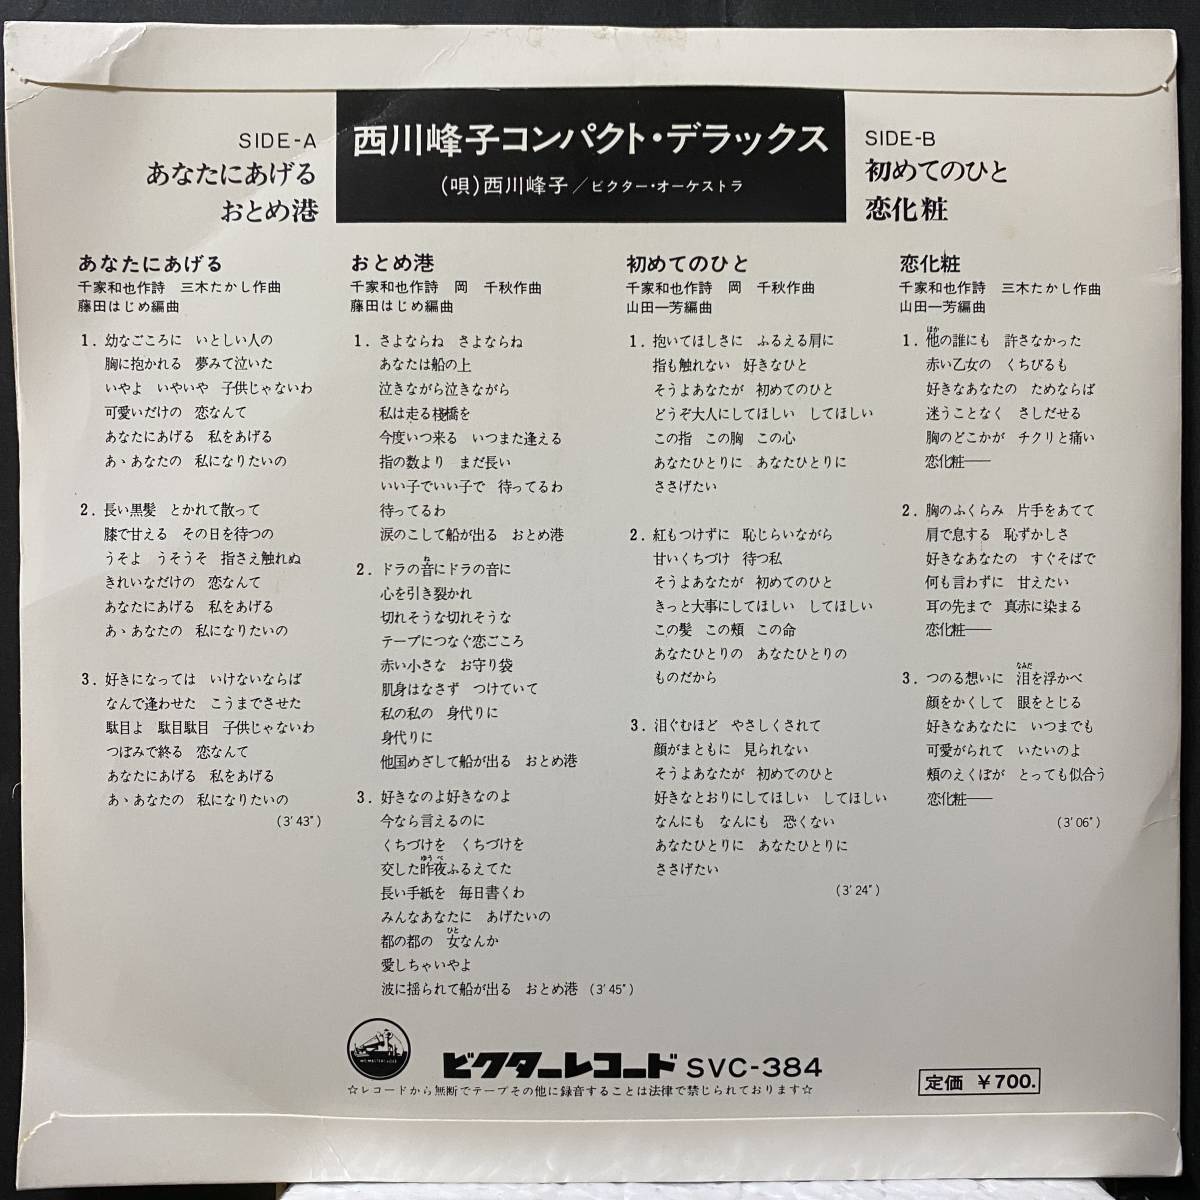 SIDE-A
あなたにあげる
おとめ港
西川峰子コンパクト・デラックス
(唄)西川峰子/ビクター・オーケストラ
SIDE-B
初めてのひと
恋化粧
あなたにあげる
千家和也作詩 三木たかし作曲
藤田はじめ編曲
1. 幼なごころに いとしい人の
胸に抱かれる 夢みて泣いた
いやよ いやいや 子供じゃないわ
可愛いだけの 恋なんて
あなたにあげる 私をあげる
あゝあなたの 私になりたいの
2. 長い黒髪 とかれて散って
膝で甘える その日を待つの
うそよ うそうそ 指さえ触れぬ
きれいなだけの 恋なんて
あなたにあげる 私をあげる
あゝあなたの 私になりたいの
3. 好きになっては いけないならば
なんで逢わせた こうまでさせた
駄目よ 駄目駄目 子供じゃないわ
つぼみで終る 恋なんて
あなたにあげる 私をあげる
あゝあなたの 私になりたいの
(3′43″)
おとめ港
千家和也作詩 岡 千秋作曲
藤田はじめ編曲
1. さよならね さよならね
あなたは船の上
泣きながら泣きながら
私は走る棧橋を
今度いつ来る いつまた逢える
指の数より まだ長い
いい子でいい子で 待ってるわ
待ってるわ
涙のこして船が出る おとめ港
2. ドラの音にドラの音に
ね
心を引き裂かれ
切れそうな切れそうな
テープにつなぐ恋ごころ
赤い小さな お守り袋
肌身はなさず つけていて
私の私の 身代りに
身代りに
他国めざして船が出る おとめ港
3. 好きなのよ好きなのよ
今なら言えるのに
くちづけを くちづけを
交した昨夜ふるえてた
ゆうべ
長い手紙を 毎日書くわ
みんなあなたに あげたいの
都の都の 女なんか
ひと
愛しちゃいやよ
波に揺られて船が出る おとめ港 (3′45″)
初めてのひと
千家和也作詩 岡 千秋作曲
山田一芳編曲
1. 抱いてほしさに ふるえる肩に
指も触れない 好きなひと
そうよあなたが 初めてのひと
どうぞ大人にしてほしい してほしい
この指 この胸 この心
あなたひとりに あなたひとりに
ささげたい
2. 紅もつけずに 恥じらいながら
甘いくちづけ 待つ私
そうよあなたが 初めてのひと
きっと大事にしてほしい してほしい
この髪 この頬 この命
あなたひとりの あなたひとりの
ものだから
3. 泪ぐむほど やさしくされて
顔がまともに 見られない
そうよあなたが 初めてのひと
好きなとおりにしてほしい してほしい
なんにも なんにも 恐くない
あなたひとりに あなたひとりに
ささげたい
(3′24″)
恋化粧
千家和也作詩 三木たかし作曲
山田一芳編曲
1. 他の誰にも 許さなかった
ほか
赤い乙女の くちびるも
好きなあなたの ためならば
迷うことなく さしだせる
胸のどこかが チクリと痛い
恋化粧──
2. 胸のふくらみ 片手をあてて
肩で息する 恥ずかしさ
好きなあなたの すぐそばで
何も言わずに 甘えたい
耳の先まで 真赤に染まる
恋化粧──
3. つのる想いに 泪を浮かべ
なみだ
顔をかくして 眼をとじる
好きなあなたに いつまでも
可愛がられて いたいのよ
頬のえくぼが とっても似合う
恋化粧──
(3′06″)
ビクターレコード SVC-384
☆レコードから無断でテープその他に録音することは法律で禁じられております☆
定価 ¥700.